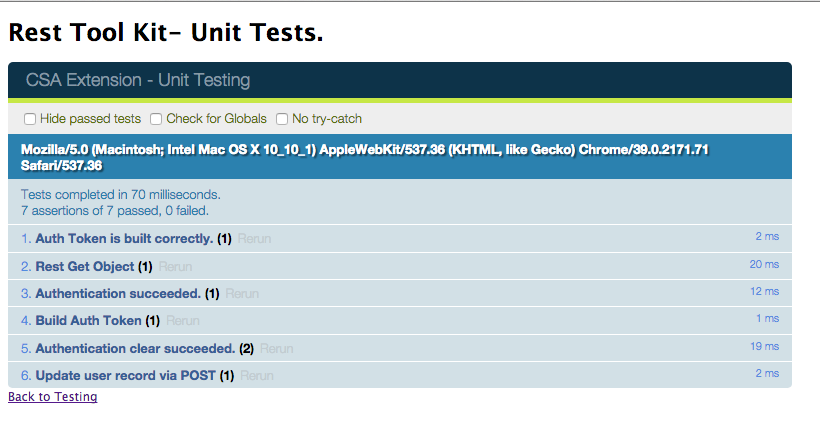 Rest Tool Kit- Unit Tests.
CSA Extension - Unit Testing
Hide passed tests Check for Globals No try-catch
Mozilla/5.0 (Macintosh; Intel Mac OS X 10_10_1) AppleWebKit/537.36 (KHTML, like Gecko) Chrome/39.0.2171.71
Safari/537.36
Tests completed in 70 milliseconds.
7 assertions of 7 passed, 0 failed.
1. Auth Token is built correctly. (1) Rerun 2 ms
2. Rest Get Object (1) Rerun 20 ms
3. Authentication succeeded. (1) Rerun 12 ms
4. Build Auth Token (1) Rerun 1 ms
5. Authentication clear succeeded. (2) Rerun 19 ms
6. Update user record via POST (1) Rerun 2 ms
Back to Testing